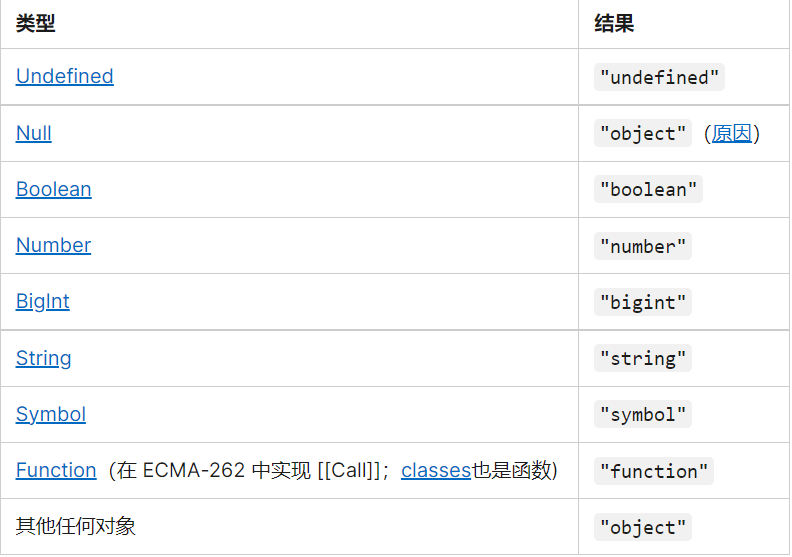 类型 结果
Undefined "undefined"
Null "object"（原因）
Boolean "boolean"
Number "number"
BigInt "bigint"
String "string"
Symbol "symbol"
Function（在 ECMA-262 中实现 [[Call]]；classes也是函数) "function"
其他任何对象 "object"